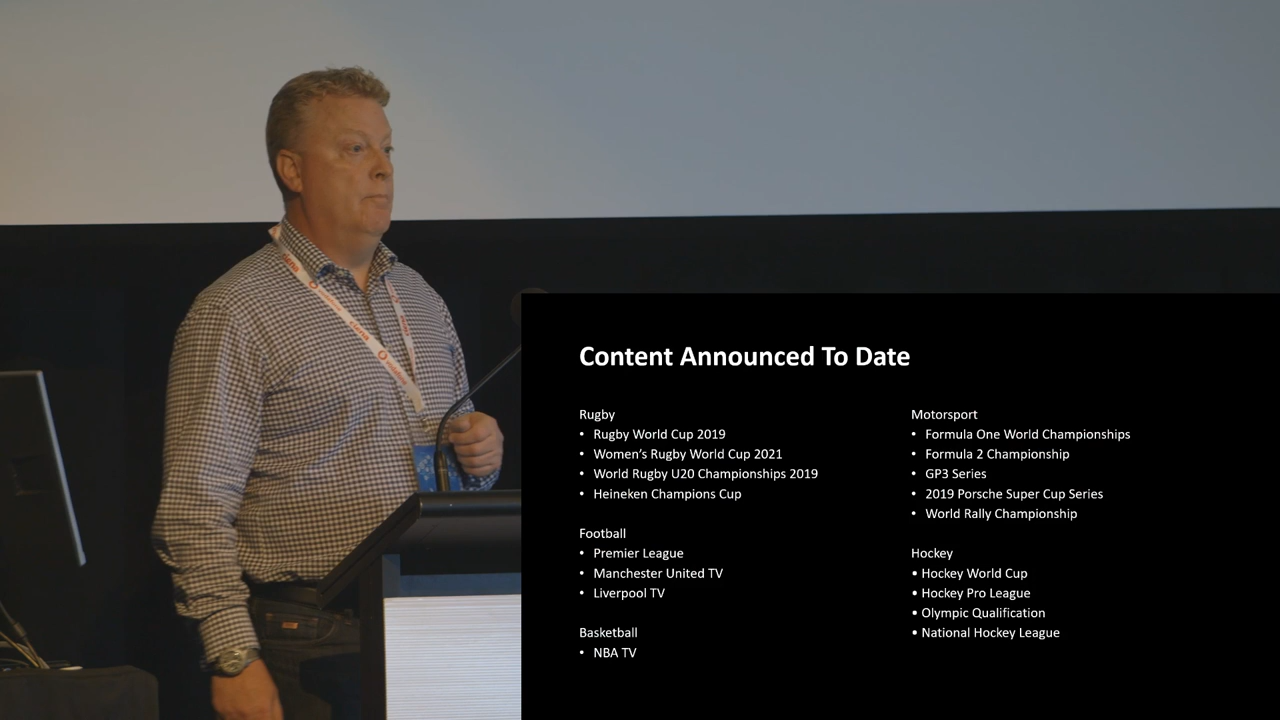 Content Announced To Date
Rugby
• Rugby World Cup 2019
• Women's Rugby World Cup 2021
• World Rugby U20 Championships 2019
• Heineken Champions Cup
Football
• Premier League
• Manchester United TV
• Liverpool TV
Basketball
• NBA TV
Motorsport
• Formula One World Championships
• Formula 2 Championship
• GP3 Series
• 2019 Porsche Super Cup Series
• World Rally Championship
Hockey
• Hockey World Cup
• Hockey Pro League
• Olympic Qualification
• National Hockey League